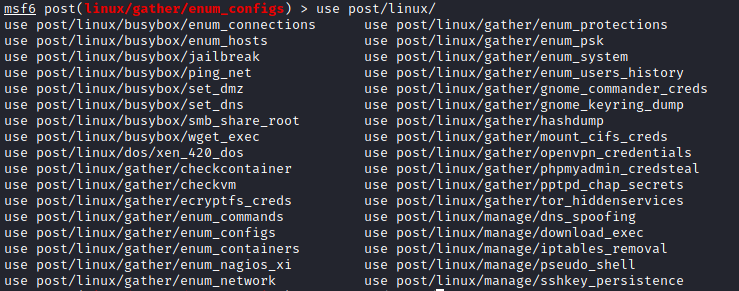 msf6 post(linux/gather/enum_configs) > use post/linux/
use post/linux/busybox/enum_connections use post/linux/gather/enum_protections
use post/linux/busybox/enum_hosts use post/linux/gather/enum_psk
use post/linux/busybox/jailbreak use post/linux/gather/enum_system
use post/linux/busybox/ping_net use post/linux/gather/enum_users_history
use post/linux/busybox/set_dmz use post/linux/gather/gnome_commander_creds
use post/linux/busybox/set_dns use post/linux/gather/gnome_keyring_dump
use post/linux/busybox/smb_share_root use post/linux/gather/hashdump
use post/linux/busybox/wget_exec use post/linux/gather/mount_cifs_creds
use post/linux/dos/xen_420_dos use post/linux/gather/openvpn_credentials
use post/linux/gather/checkcontainer use post/linux/gather/phpmyadmin_credsteal
use post/linux/gather/checkvm use post/linux/gather/pptpd_chap_secrets
use post/linux/gather/ecryptfs_creds use post/linux/gather/tor_hiddenservices
use post/linux/gather/enum_commands use post/linux/manage/dns_spoofing
use post/linux/gather/enum_configs use post/linux/manage/download_exec
use post/linux/gather/enum_containers use post/linux/manage/iptables_removal
use post/linux/gather/enum_nagios_xi use post/linux/manage/pseudo_shell
use post/linux/gather/enum_network use post/linux/manage/sshkey_persistence